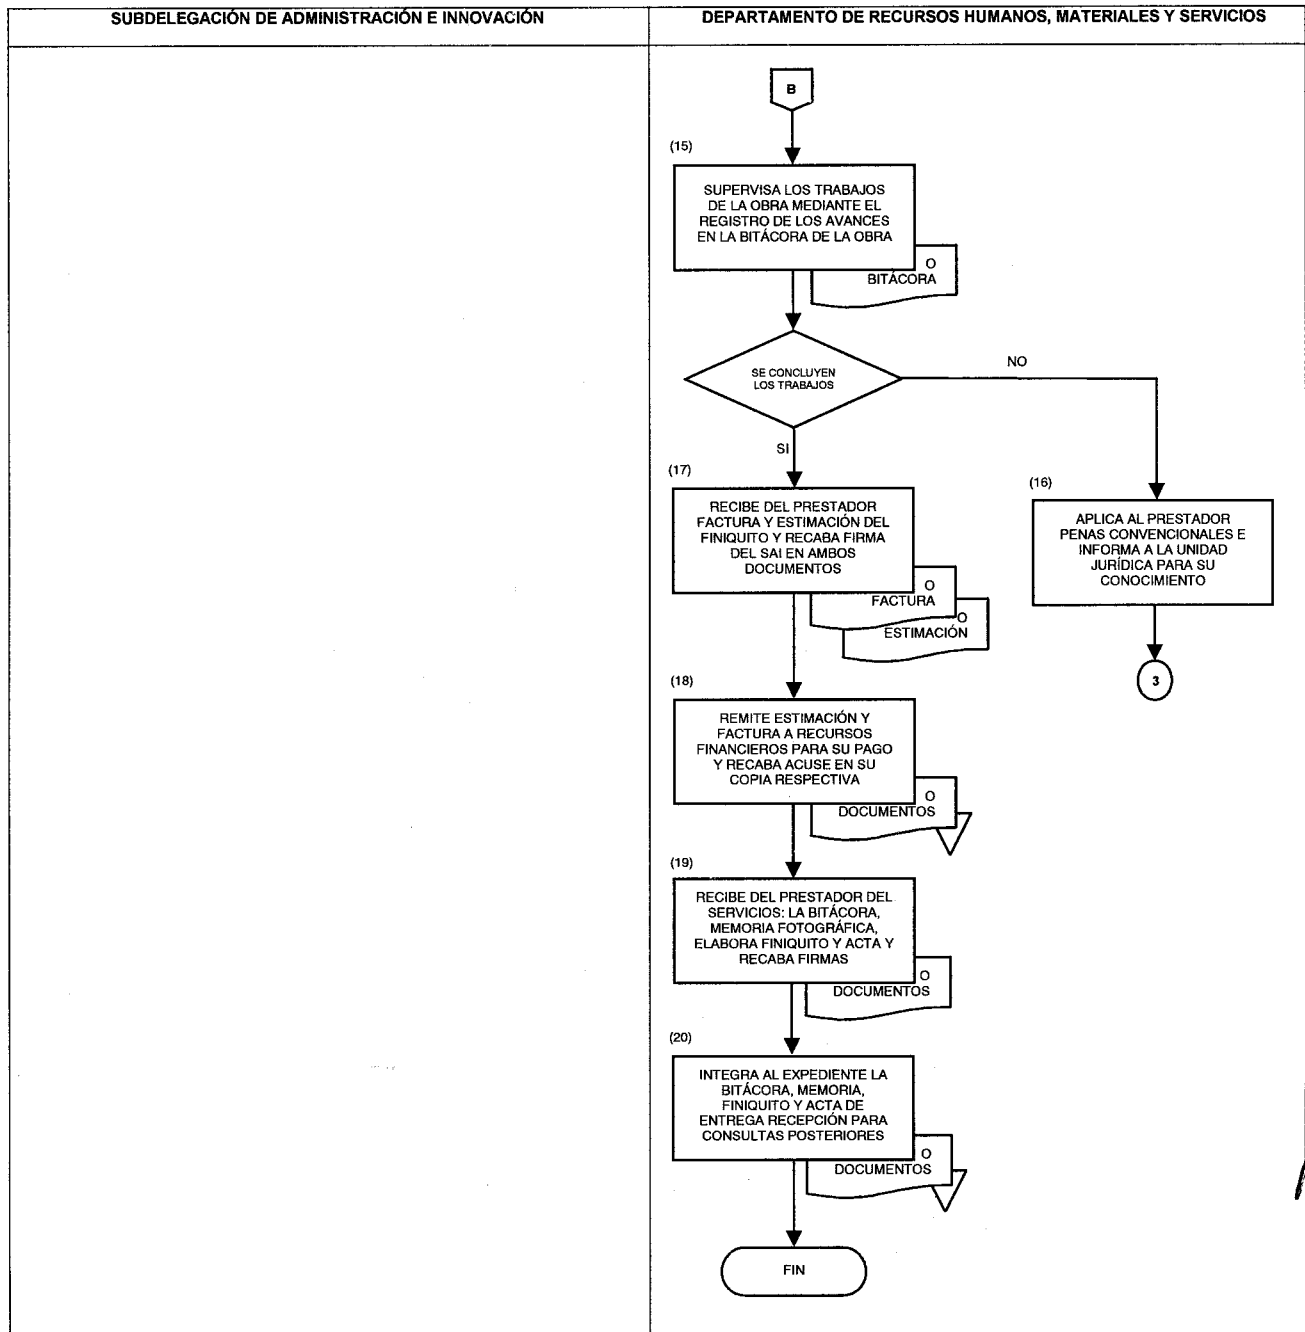 SUBDELEGACIÓN DE ADMINISTRACIÓN E INNOVACIÓN
DEPARTAMENTO DE RECURSOS HUMANOS, MATERIALES Y SERVICIOS
B
(15)
SUPERVISA LOS TRABAJOS
DE LA OBRA MEDIANTE EL
REGISTRO DE LOS AVANCES
EN LA BITÁCORA DE LA OBRA
O
BITÁCORA
SE CONCLUYEN
LOS TRABAJOS
NO
SI
(16)
APLICA AL PRESTADOR
PENAS CONVENCIONALES E
INFORMA A LA UNIDAD
JURÍDICA PARA SU
CONOCIMIENTO
3
(17)
RECIBE DEL PRESTADOR
FACTURA Y ESTIMACIÓN DEL
FINIQUITO Y RECABA FIRMA
DEL SAI EN AMBOS
DOCUMENTOS
O
FACTURA
O
ESTIMACIÓN
(18)
REMITE ESTIMACIÓN Y
FACTURA A RECURSOS
FINANCIEROS PARA SU PAGO
Y RECABA ACUSE EN SU
COPIA RESPECTIVA
O
DOCUMENTOS
(19)
RECIBE DEL PRESTADOR DEL
SERVICIOS: LA BITÁCORA,
MEMORIA FOTOGRÁFICA,
ELABORA FINIQUITO Y ACTA Y
RECABA FIRMAS
O
DOCUMENTOS
(20)
INTEGRA AL EXPEDIENTE LA
BITÁCORA, MEMORIA,
FINIQUITO Y ACTA DE
ENTREGA RECEPCIÓN PARA
CONSULTAS POSTERIORES
O
DOCUMENTOS
FIN